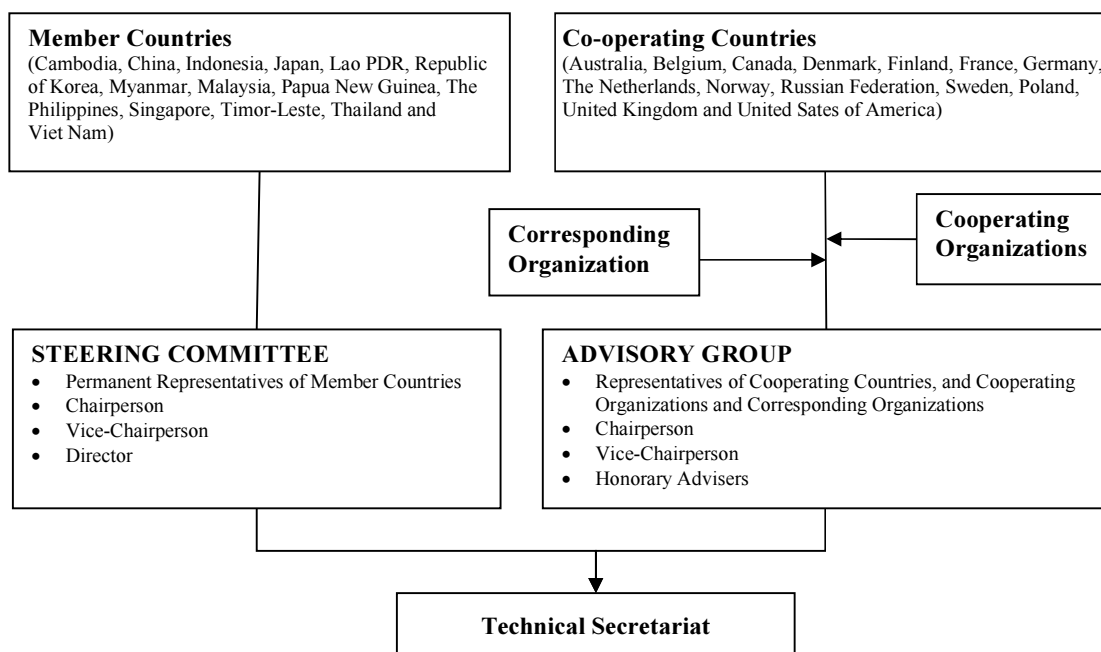 Member Countries
(Cambodia, China, Indonesia, Japan, Lao PDR, Republic
of Korea, Myanmar, Malaysia, Papua New Guinea, The
Philippines, Singapore, Timor-Leste, Thailand and
Viet Nam)
Co-operating Countries
(Australia, Belgium, Canada, Denmark, Finland, France, Germany,
The Netherlands, Norway, Russian Federation, Sweden, Poland,
United Kingdom and United Sates of America)
Corresponding
Organization
Cooperating
Organizations
STEERING COMMITTEE
• Permanent Representatives of Member Countries
• Chairperson
• Vice-Chairperson
• Director
ADVISORY GROUP
• Representatives of Cooperating Countries, and Cooperating
Organizations and Corresponding Organizations
• Chairperson
• Vice-Chairperson
• Honorary Advisers
Technical Secretariat